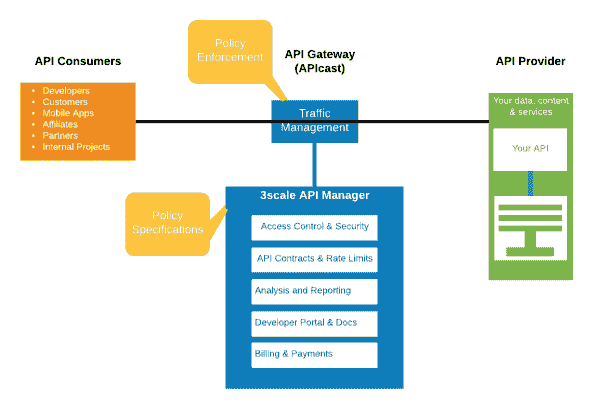 Policy
Enforcement
API Consumers
API Gateway
(APIcast)
API Provider
Developers
Customers
Mobile Apps
Affiliates
Partners
Internal Projects
Traffic
Management
Your data, content
& services
Your API
3scale API Manager
Policy
Specifications
Access Control & Security
API Contracts & Rate Limits
Analysis and Reporting
Developer Portal & Docs
Billing & Payments